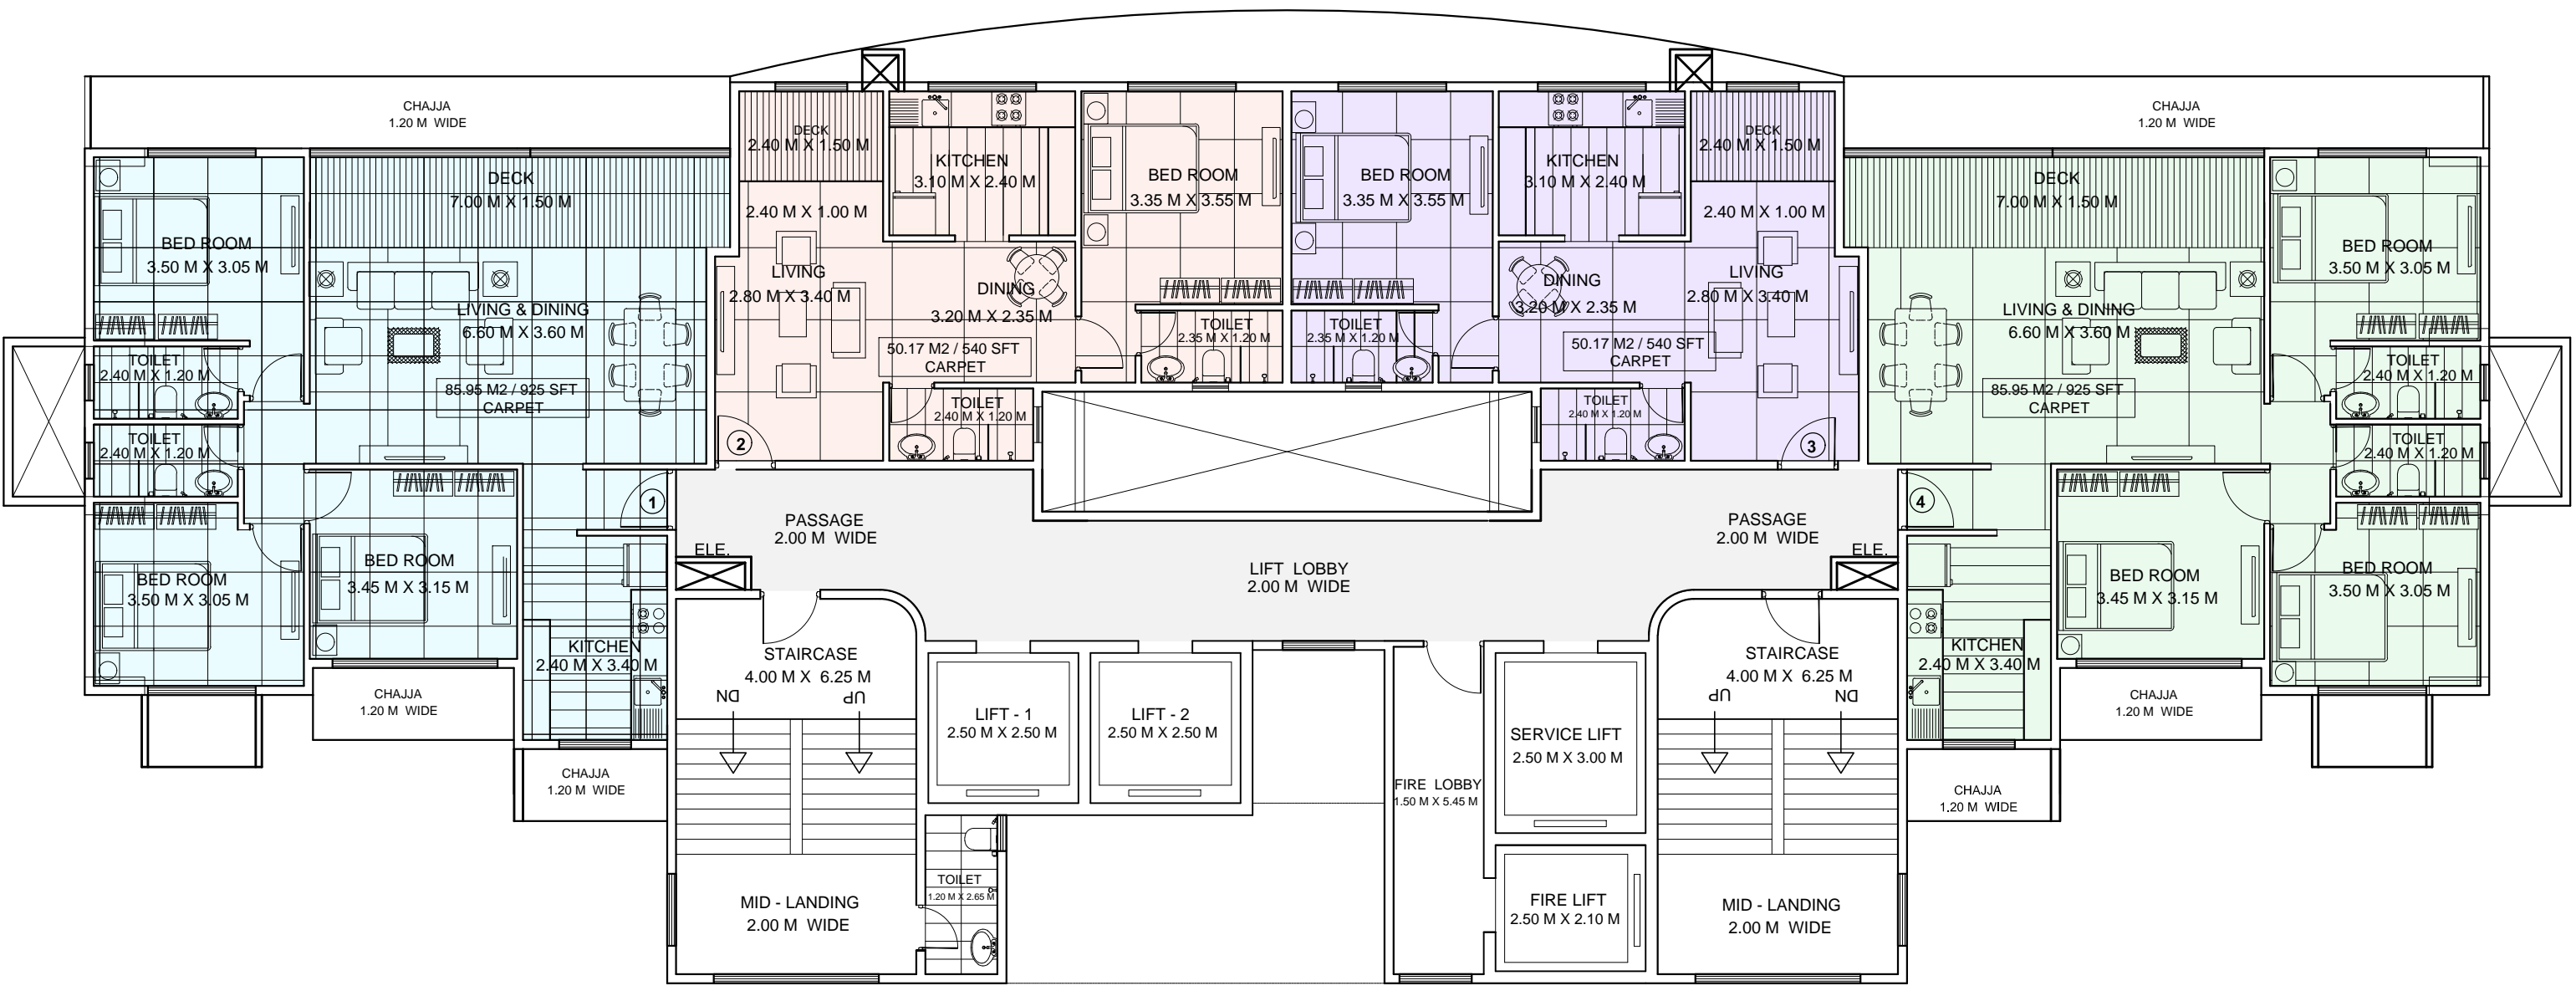 CHAJJA
1.20 M  WIDE
DECK
7.00 M X 1.50 M
BED ROOM
3.50 M X 3.05 M
LIVING & DINING
6.60 M X 3.60 M
85.95 M2 / 925 SFT
CARPET
TOILET
2.40 M X 1.20 M
TOILET
2.40 M X 1.20 M
BED ROOM
3.50 M X 3.05 M
BED ROOM
3.45 M X 3.15 M
1
KITCHEN
2.40 M X 3.40 M
CHAJJA
1.20 M  WIDE
CHAJJA
1.20 M  WIDE
DECK
2.40 M X 1.50 M
2.40 M X 1.00 M
LIVING
2.80 M X 3.40 M
KITCHEN
3.10 M X 2.40 M
DINING
3.20 M X 2.35 M
50.17 M2 / 540 SFT
CARPET
BED ROOM
3.35 M X 3.55 M
TOILET
2.35 M X 1.20 M
TOILET
2.40 M X 1.20 M
2
BED ROOM
3.35 M X 3.55 M
TOILET
2.35 M X 1.20 M
KITCHEN
3.10 M X 2.40 M
DECK
2.40 M X 1.50 M
2.40 M X 1.00 M
DINING
3.20 M X 2.35 M
LIVING
2.80 M X 3.40 M
50.17 M2 / 540 SFT
CARPET
TOILET
2.40 M X 1.20 M
3
CHAJJA
1.20 M  WIDE
DECK
7.00 M X 1.50 M
LIVING & DINING
6.60 M X 3.60 M
85.95 M2 / 925 SFT
CARPET
BED ROOM
3.50 M X 3.05 M
TOILET
2.40 M X 1.20 M
TOILET
2.40 M X 1.20 M
4
BED ROOM
3.45 M X 3.15 M
BED ROOM
3.50 M X 3.05 M
KITCHEN
2.40 M X 3.40 M
CHAJJA
1.20 M  WIDE
CHAJJA
1.20 M  WIDE
PASSAGE
2.00 M  WIDE
ELE.
LIFT  LOBBY
2.00 M  WIDE
PASSAGE
2.00 M  WIDE
ELE.
STAIRCASE
4.00 M X  6.25 M
DN
UP
MID - LANDING
2.00 M  WIDE
LIFT - 1
2.50 M X 2.50 M
LIFT - 2
2.50 M X 2.50 M
TOILET
1.20 M X 2.65 M
FIRE  LOBBY
1.50 M X 5.45 M
SERVICE LIFT
2.50 M X 3.00 M
FIRE LIFT
2.50 M X 2.10 M
STAIRCASE
4.00 M X  6.25 M
UP
DN
MID - LANDING
2.00 M  WIDE